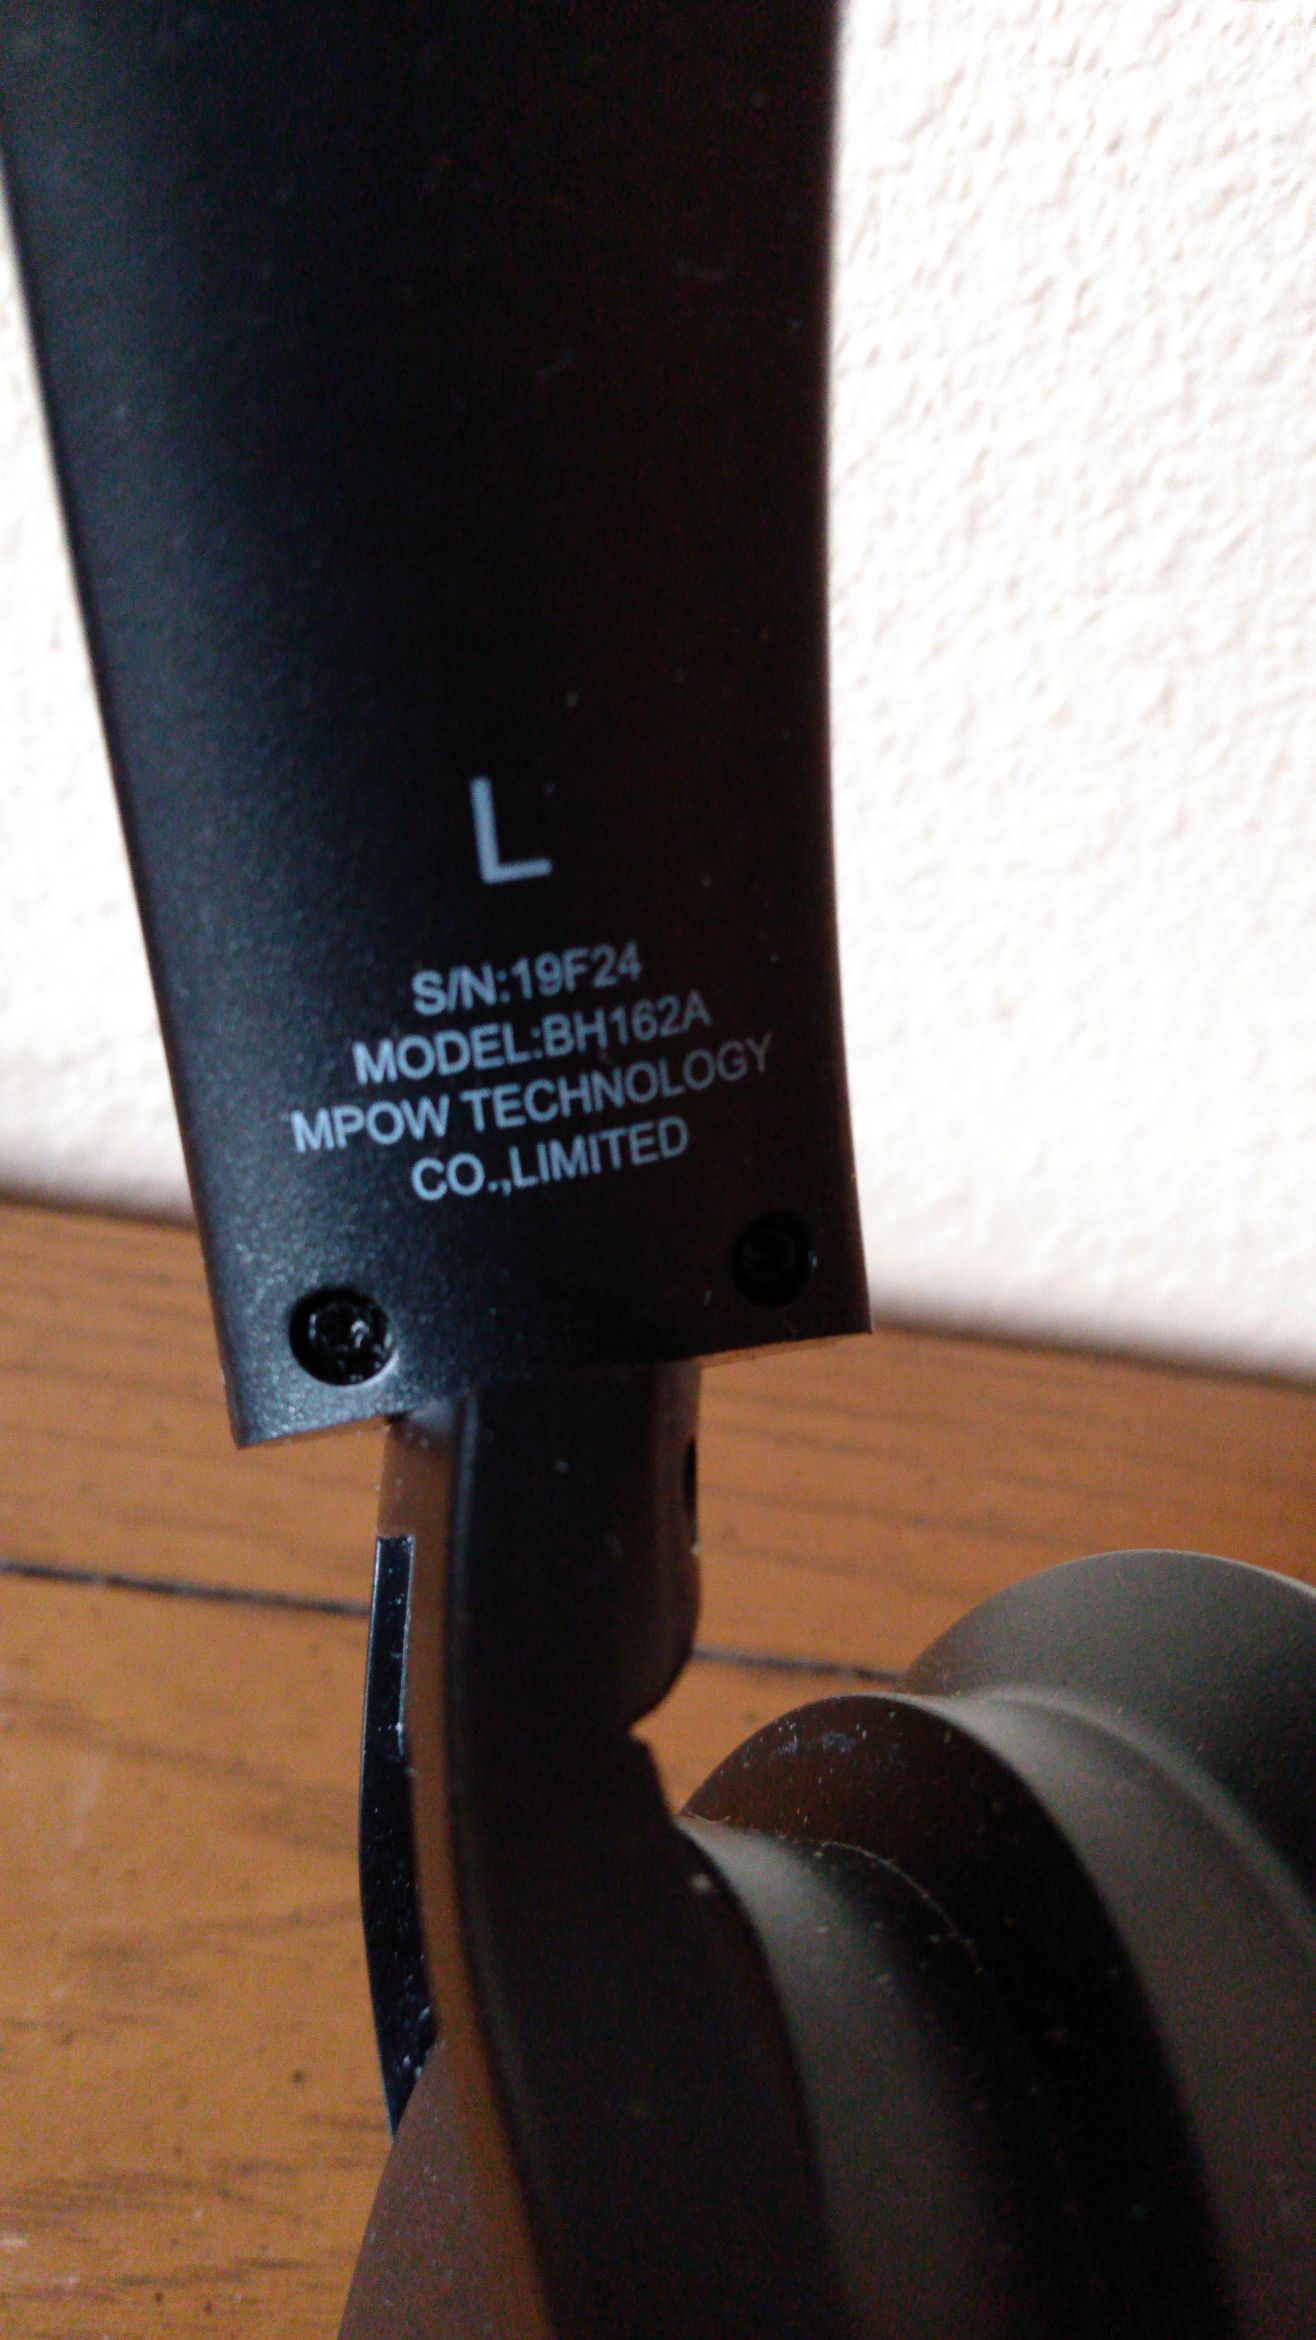 L
S/N:19F24
MODEL:BH162A
MPOW TECHNOLOGY
CO.,LIMITED